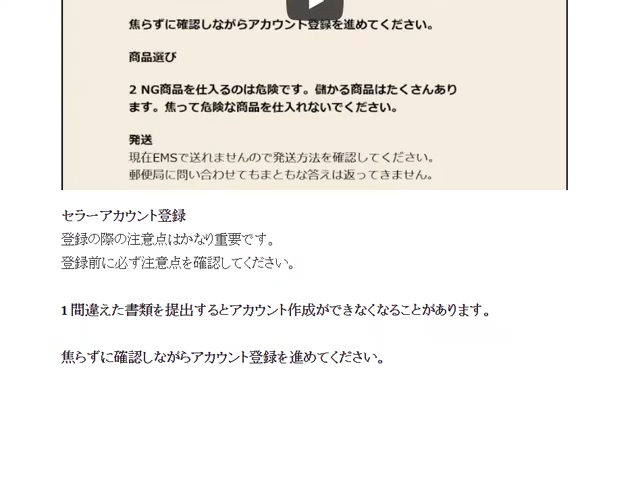 焦らずに確認しながらアカウント登録を進めてください。
商品選び
2 NG商品を仕入るのは危険です。儲かる商品はたくさんあり
ます。焦って危険な商品を仕入れないでください。
発送
現在EMSで送れませんので発送方法を確認してください。
郵便局に問い合わせてもまともな答えは返ってきません。
セラーアカウント登録
登録の際の注意点はかなり重要です。
登録前に必ず注意点を確認してください。
1 間違えた書類を提出するとアカウント作成ができなくなることがあります。
焦らずに確認しながらアカウント登録を進めてください。